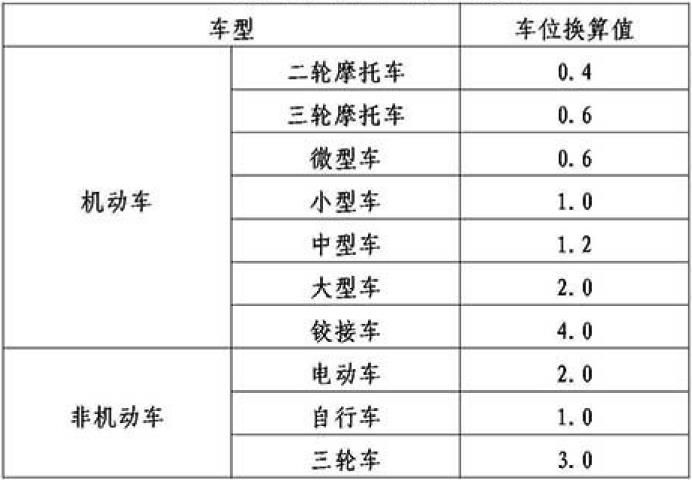 车型 车位换算值
机动车 二轮摩托车 0.4
三轮摩托车 0.6
微型车 0.6
小型车 1.0
中型车 1.2
大型车 2.0
铰接车 4.0
非机动车 电动车 2.0
自行车 1.0
三轮车 3.0